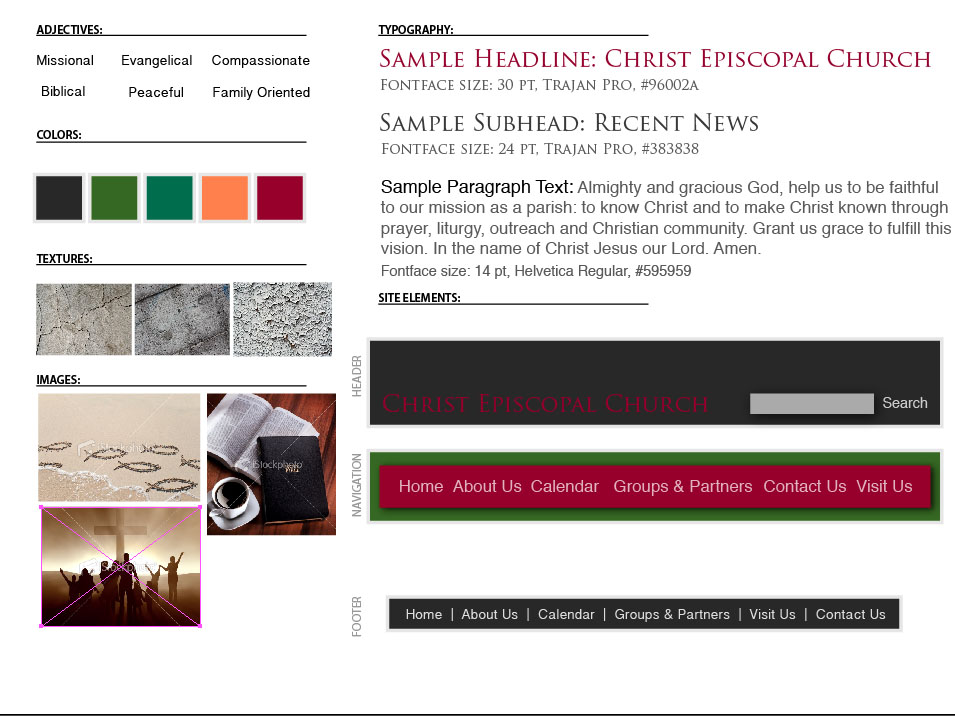 ADJECTIVES:
Missional Evangelical Compassionate
Biblical Peaceful Family Oriented
COLORS:
TEXTURES:
IMAGES:
iStockphoto
iStockphoto
iStockphoto
TYPOGRAPHY:
Sample Headline: Christ Episcopal Church
Fontface size: 30 pt, Trajan Pro, #96002A
Sample Subhead: Recent News
Fontface size: 24 pt, Trajan Pro, #383838
Sample Paragraph Text: Almighty and gracious God, help us to be faithful
to our mission as a parish: to know Christ and to make Christ known through
prayer, liturgy, outreach and Christian community. Grant us grace to fulfill this
vision. In the name of Christ Jesus our Lord. Amen.
Fontface size: 14 pt, Helvetica Regular, #595959
SITE ELEMENTS:
HEADER
Christ Episcopal Church
Search
NAVIGATION
Home About Us Calendar Groups & Partners Contact Us Visit Us
FOOTER
Home | About Us | Calendar | Groups & Partners | Visit Us | Contact Us